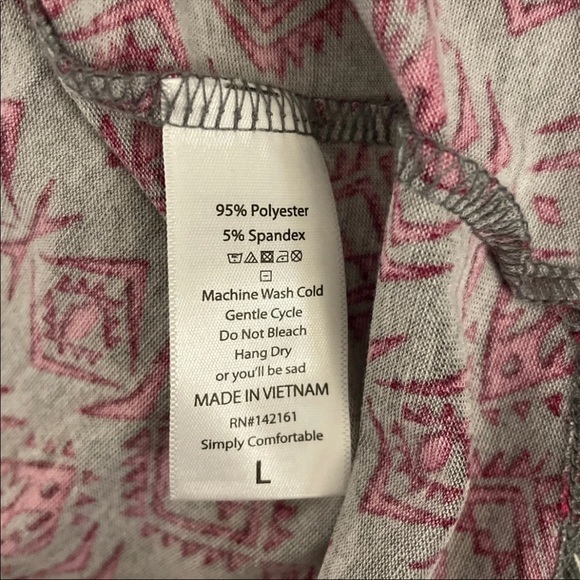 95% Polyester
5% Spandex
Machine Wash Cold
Gentle Cycle
Do Not Bleach
Hang Dry
or you'll be sad
MADE IN VIETNAM
RN#142161
Simply Comfortable
L